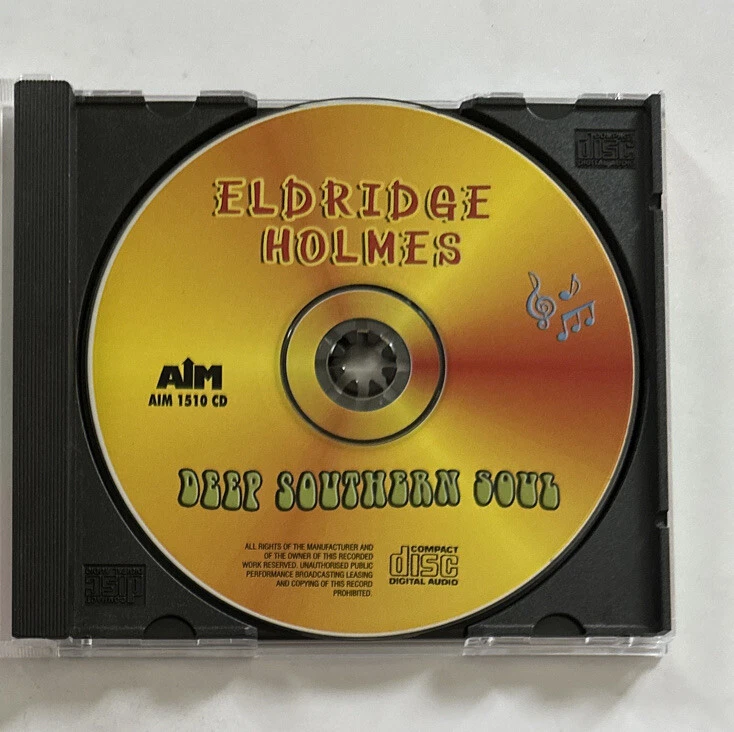 ELDRIDGE
HOLMES
AIM
AIM 1510 CD
DEEP SOUTHERN SOUL
ALL RIGHTS OF THE MANUFACTURER AND
OF THE OWNER OF THIS RECORDED
WORK RESERVED. UNAUTHORISED PUBLIC
PERFORMANCE BROADCASTING LEASING
AND COPYING OF THIS RECORD
PROHIBITED.
COMPACT
disc
DIGITAL AUDIO
disc
disc